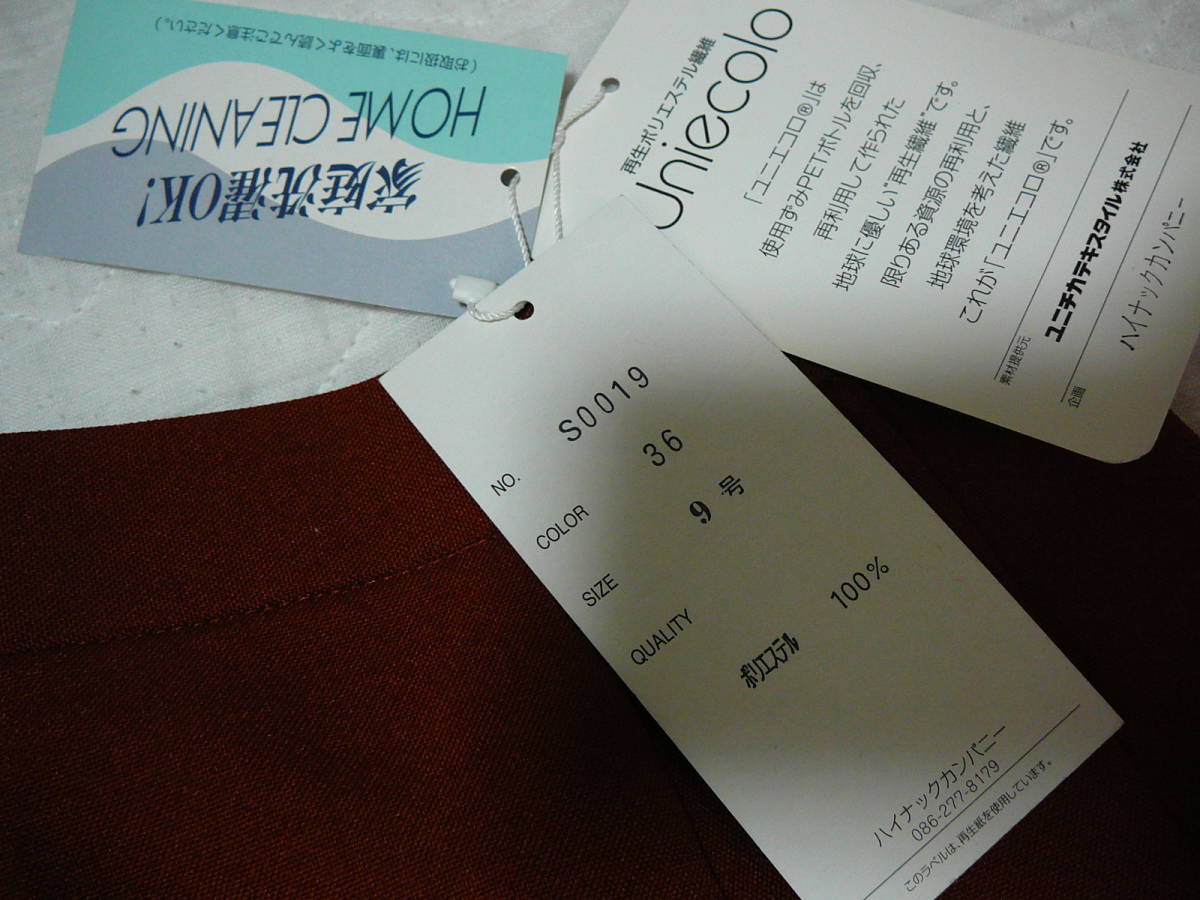 家庭洗濯OK!
HOME CLEANING
(お取扱には、裏面をよく読んでご注意ください。)
再生ポリエステル繊維
Uniecolo
「ユニエコロ®」は
使用ずみPETボトルを回収、
再利用して作られた
地球に優しい"再生繊維"です。
限りある資源の再利用と、
地球環境を考えた繊維
これが「ユニエコロ®」です。
素材提供元
ユニチカテキスタイル株式会社
企画
ハイナックカンパニー
NO. S0019
COLOR 36
SIZE 9号
QUALITY
ポリエステル 100%
ハイナックカンパニー
086-277-8179
このラベルは、再生紙を使用しています。